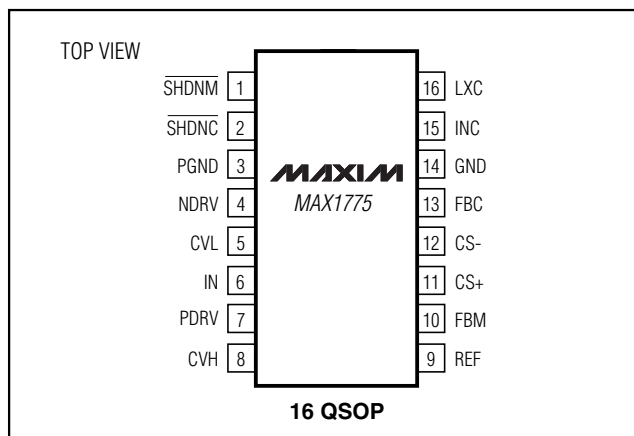 TOP VIEW
SHDNM 1
SHDNC 2
PGND 3
NDRV 4
CVL 5
IN 6
PDRV 7
CVH 8
MAXIM
MAX1775
16 LXC
15 INC
14 GND
13 FBC
12 CS-
11 CS+
10 FBM
9 REF
16 QSOP